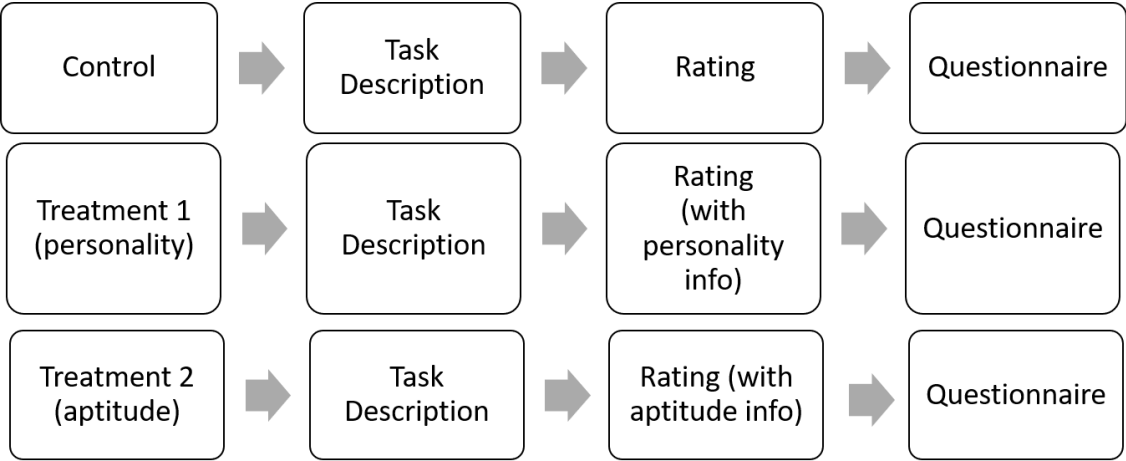 Control
Task
Description
Rating
Questionnaire
Treatment 1
(personality)
Task
Description
Rating
(with
personality
info)
Questionnaire
Treatment 2
(aptitude)
Task
Description
Rating (with
aptitude info)
Questionnaire